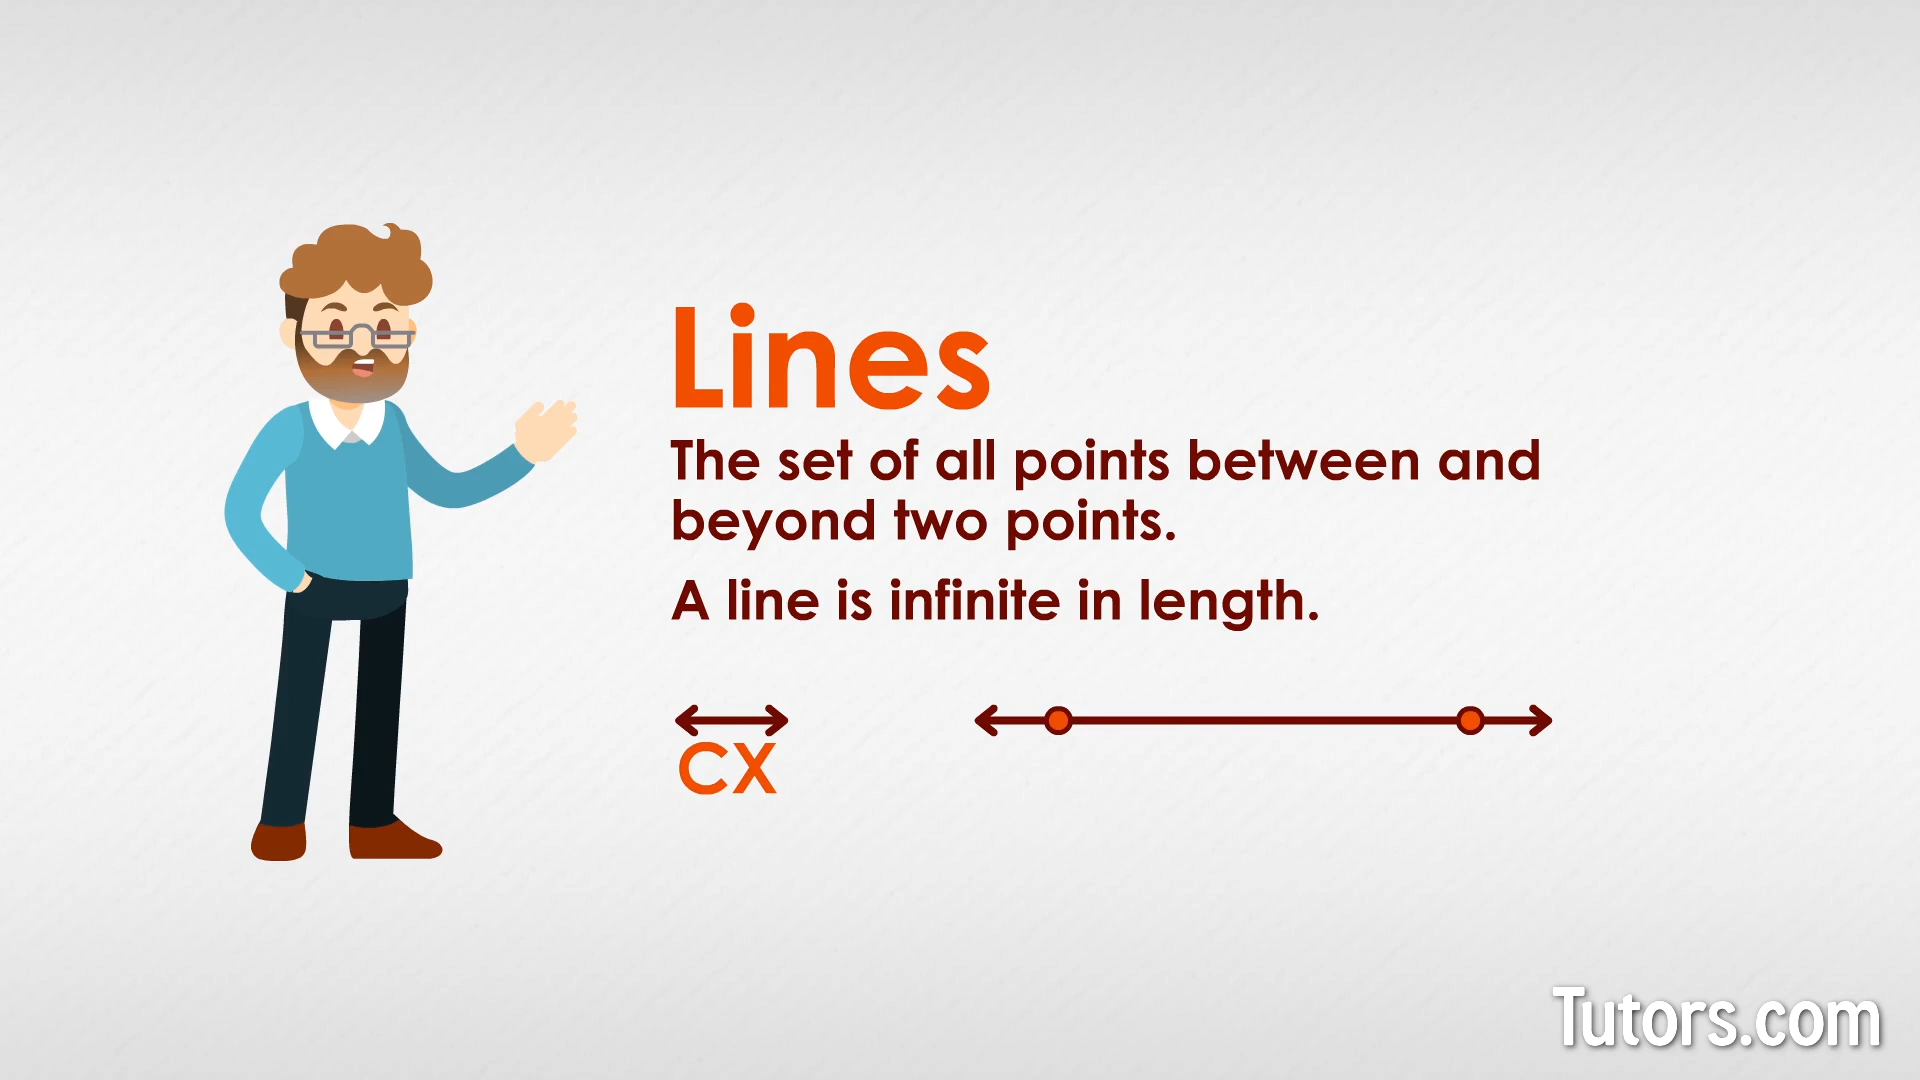 Lines
The set of all points between and
beyond two points.
A line is infinite in length.
CX
Tutors.com